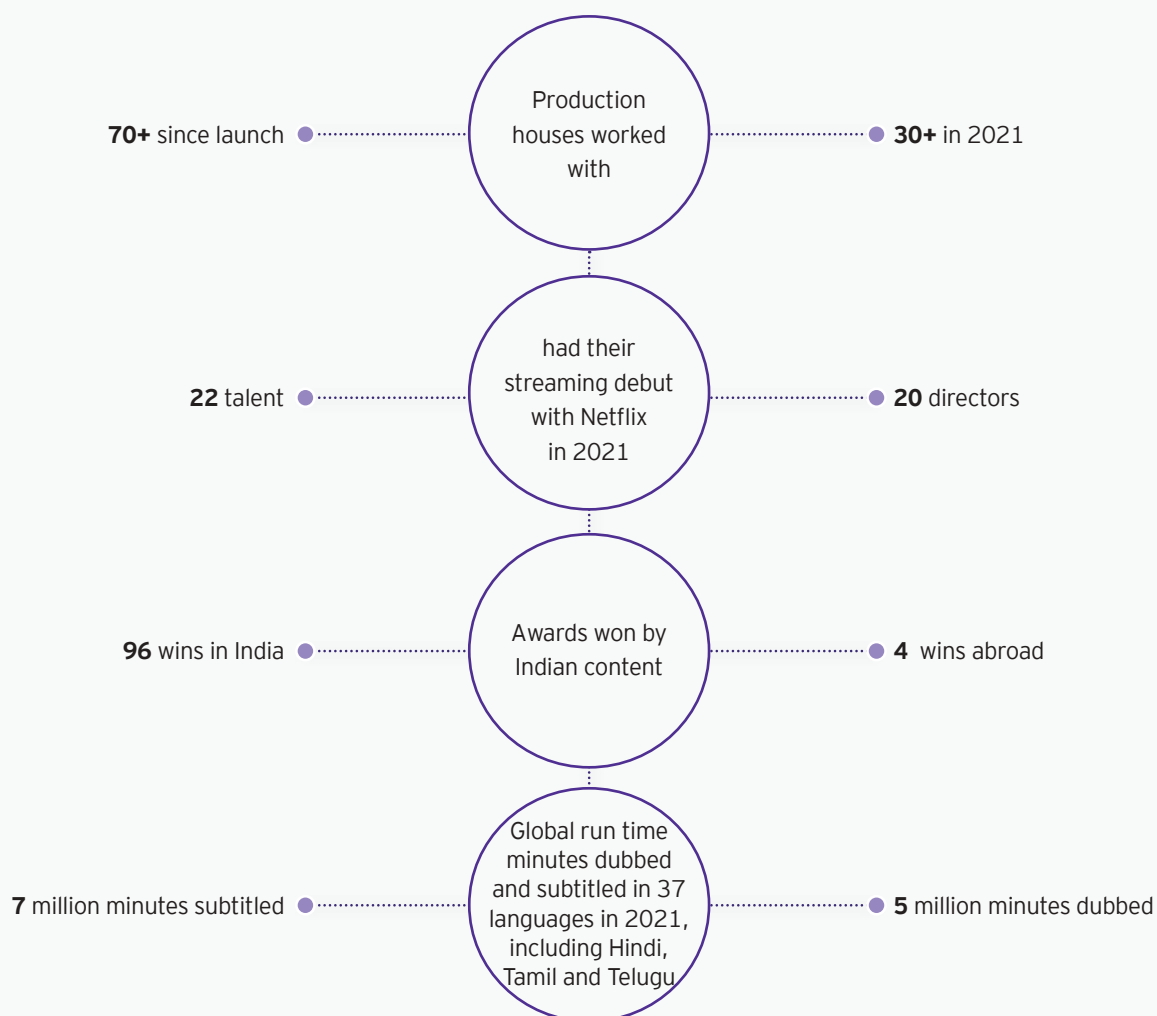 Production
houses worked
with
70+ since launch
30+ in 2021
had their
streaming debut
with Netflix
in 2021
22 talent
20 directors
Awards won by
Indian content
96 wins in India
4 wins abroad
Global run time
minutes dubbed
and subtitled in 37
languages in 2021,
including Hindi,
Tamil and Telugu
7 million minutes subtitled
5 million minutes dubbed